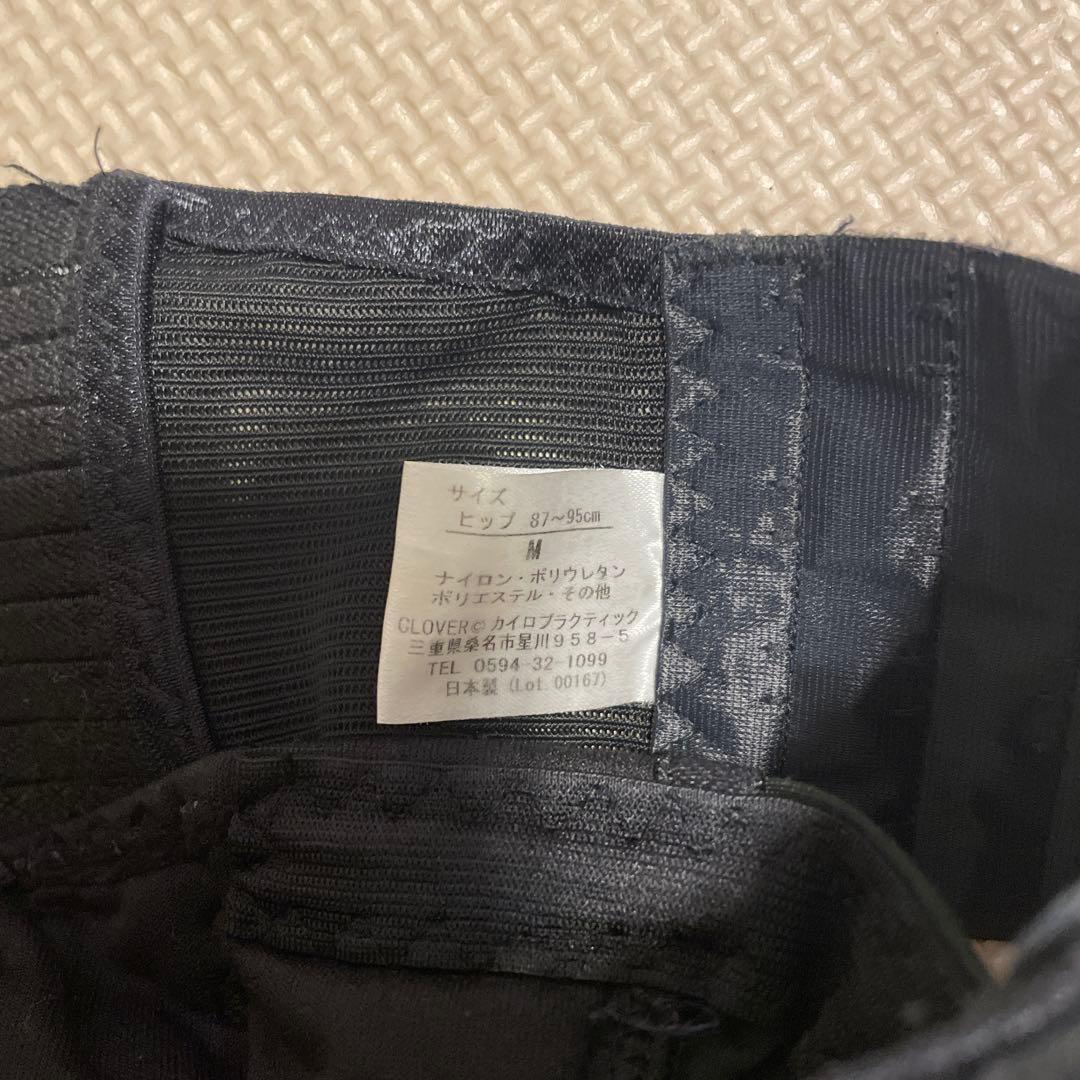 サイズ
ヒップ 87～95cm
M
ナイロン・ポリウレタン
ポリエステル・その他
CLOVER© カイロプラクティック
三重県桑名市星川958-5
TEL 0594-32-1099
日本製 (Lot.00167)